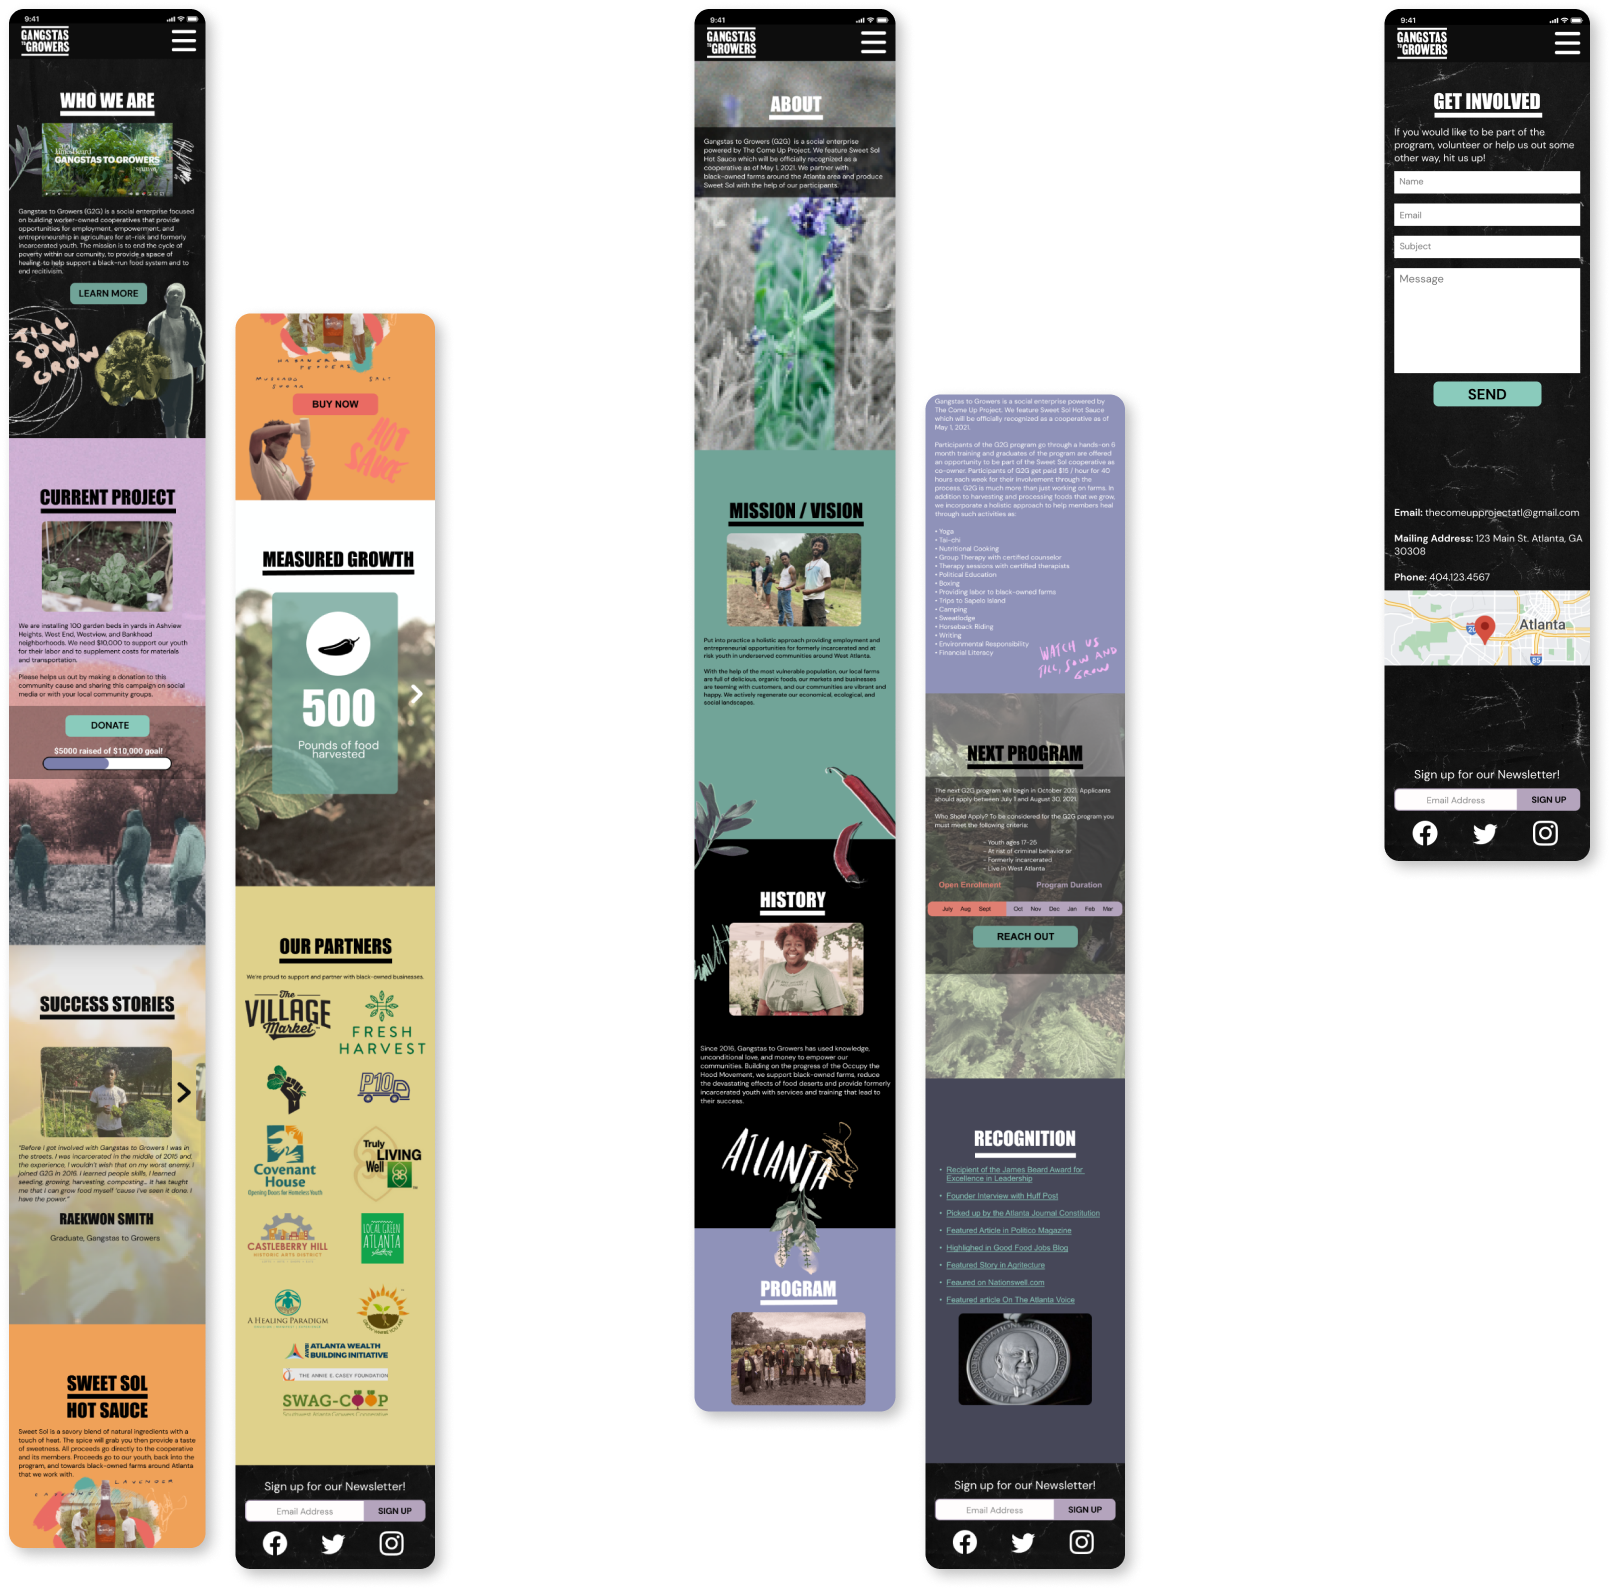 9:41
GANGSTAS
TO GROWERS
WHO WE ARE
GANGSTAS TO GROWERS
Gangstas to Growers (G2G) is a social enterprise focused
on building worker-owned cooperatives that provide
opportunities for employment, empowerment, and
entrepreneurship in agriculture for at-risk and formerly
incarcerated youth. The mission is to end the cycle of
poverty within our comunity, to provide a space of
healing, to help support a black-run food system and to
end recitivism.
LEARN MORE
TILL
SOW
GROW
CURRENT PROJECT
We are installing 100 garden beds in yards in Ashview
Heights, West End, Westview, and Bankhead
neighborhoods. We need $10,000 to support our youth
for their labor and to supplement costs for materials
and transportation.
Please helps us out by making a donation to this
community cause and sharing this campaign on social
media or with your local community groups.
DONATE
$5000 raised of $10,000 goal!
SUCCESS STORIES
"Before I got involved with Gangstas to Growers I was in
the streets. I was incarcerated in the middle of 2015 and,
the experience, I wouldn't wish that on my worst enemy. I
joined G2G in 2016. I learned people skills. I learned
seeding, growing, harvesting, composting... It has taught
me that I can grow food myself 'cause I've seen it done. I
have the power."
RAEKWON SMITH
Graduate, Gangstas to Growers
SWEET SOL
HOT SAUCE
Sweet Sol is a savory blend of natural ingredients with a
touch of heat. The spice will grab you then provide a taste
of sweetness. All proceeds go directly to the cooperative
and its members. Proceeds go to our youth, back into the
program, and towards black-owned farms around Atlanta
that we work with.
LAVENDER
CAYENNE
HABANERO
PEPPERS
MUSCADO
SUGAR
SALT
BUY NOW
HOT
SAUCE
MEASURED GROWTH
500
Pounds of food
harvested
OUR PARTNERS
We're proud to support and partner with black-owned businesses.
The
VILLAGE
Market
FRESH
HARVEST
P10
Covenant
House
Opening Doors for Homeless Youth
Truly
LIVING
Well
CASTLEBERRY HILL
HISTORIC ARTS DISTRICT
LOCAL GREEN
ATLANTA
A HEALING PARADIGM
GROW WHERE YOU ARE
ATLANTA WEALTH
BUILDING INITIATIVE
THE ANNIE E. CASEY FOUNDATION
SWAG-COOP
Southwest Atlanta Growers Cooperative
Sign up for our Newsletter!
Email Address
SIGN UP
9:41
GANGSTAS
TO GROWERS
ABOUT
Gangstas to Growers (G2G) is a social enterprise
powered by The Come Up Project. We feature Sweet Sol
Hot Sauce which will be officially recognized as a
cooperative as of May 1, 2021. We partner with
black-owned farms around the Atlanta area and produce
Sweet Sol with the help of our participants.
MISSION / VISION
Put into practice a holistic approach providing employment and
entrepreneurial opportunities for formerly incarcerated and at
risk youth in underserved communities around West Atlanta.
With the help of the most vulnerable population, our local farms
are full of delicious, organic foods, our markets and businesses
are teeming with customers, and our communities are vibrant and
happy. We actively regenerate our economical, ecological, and
social landscapes.
HISTORY
Since 2016, Gangstas to Growers has used knowledge,
unconditional love, and money to empower our
communities. Building on the progress of the Occupy the
Hood Movement, we support black-owned farms, reduce
the devastating effects of food deserts and provide formerly
incarcerated youth with services and training that lead to
their success.
ATLANTA
PROGRAM
Gangstas to Growers is a social enterprise powered by
The Come Up Project. We feature Sweet Sol Hot Sauce
which will be officially recognized as a cooperative as of
May 1, 2021.
Participants of the G2G program go through a hands-on 6
month training and graduates of the program are offered
an opportunity to be part of the Sweet Sol cooperative as
co-owner. Participants of G2G get paid $15 / hour for 40
hours each week for their involvement through the
process. G2G is much more than just working on farms. In
addition to harvesting and processing foods that we grow,
we incorporate a holistic approach to help members heal
through such activities as:
• Yoga
• Tai-chi
• Nutritional Cooking
• Group Therapy with certified counselor
• Therapy sessions with certified therapists
• Political Education
• Boxing
• Providing labor to black-owned farms
• Trips to Sapelo Island
• Camping
• Sweatlodge
• Horseback Riding
• Writing
• Environmental Responsibility
• Financial Literacy
WATCH US
TILL, SOW AND
GROW
NEXT PROGRAM
The next G2G program will begin in October 2021. Applicants
should apply between July 1 and August 30, 2021.
Who Shold Apply? To be considered for the G2G program you
must meet the following criteria:
- Youth ages 17-25
- At risk of criminal behavior or
- Formerly incarcerated
- Live in West Atlanta
Open Enrollment Program Duration
July Aug Sept Oct Nov Dec Jan Feb Mar
REACH OUT
RECOGNITION
• Recipient of the James Beard Award for
Excellence in Leadership
• Founder Interview with Huff Post
• Picked up by the Atlanta Journal Constitution
• Featured Article in Politico Magazine
• Highlighed in Good Food Jobs Blog
• Featured Story in Agritecture
• Feaured on Nationswell.com
• Featured article On The Atlanta Voice
Sign up for our Newsletter!
Email Address
SIGN UP
9:41
GANGSTAS
TO GROWERS
GET INVOLVED
If you would like to be part of the
program, volunteer or help us out some
other way, hit us up!
Name
Email
Subject
Message
SEND
Email: thecomeupprojectatl@gmail.com
Mailing Address: 123 Main St. Atlanta, GA
30308
Phone: 404.123.4567
Atlanta
20
85
Sign up for our Newsletter!
Email Address
SIGN UP